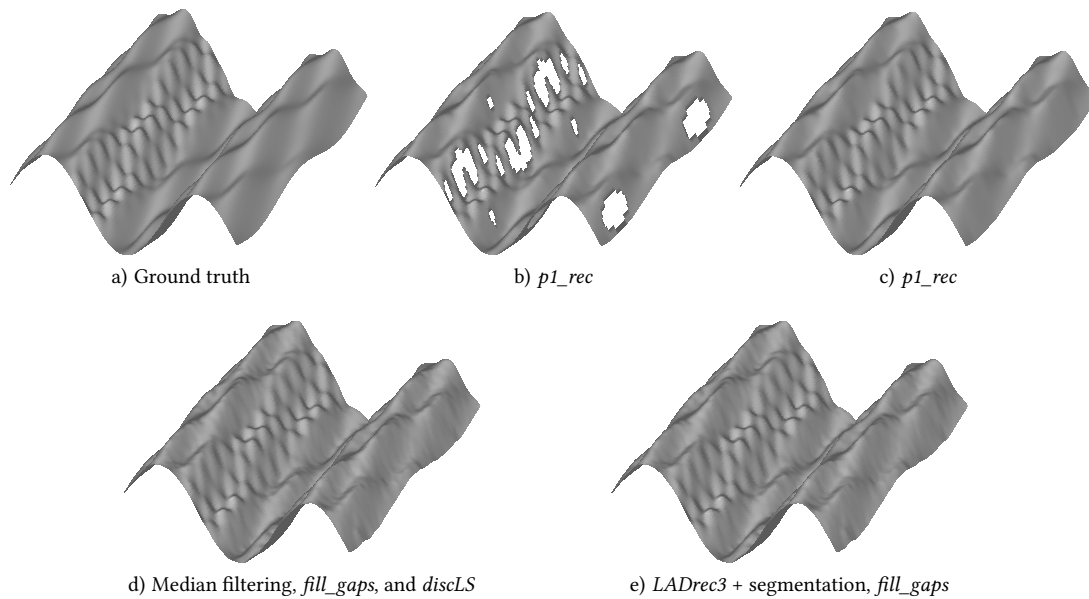 a) Ground truth
b) p1_rec
c) p1_rec
d) Median filtering, fill_gaps, and discLS
e) LADrec3 + segmentation, fill_gaps